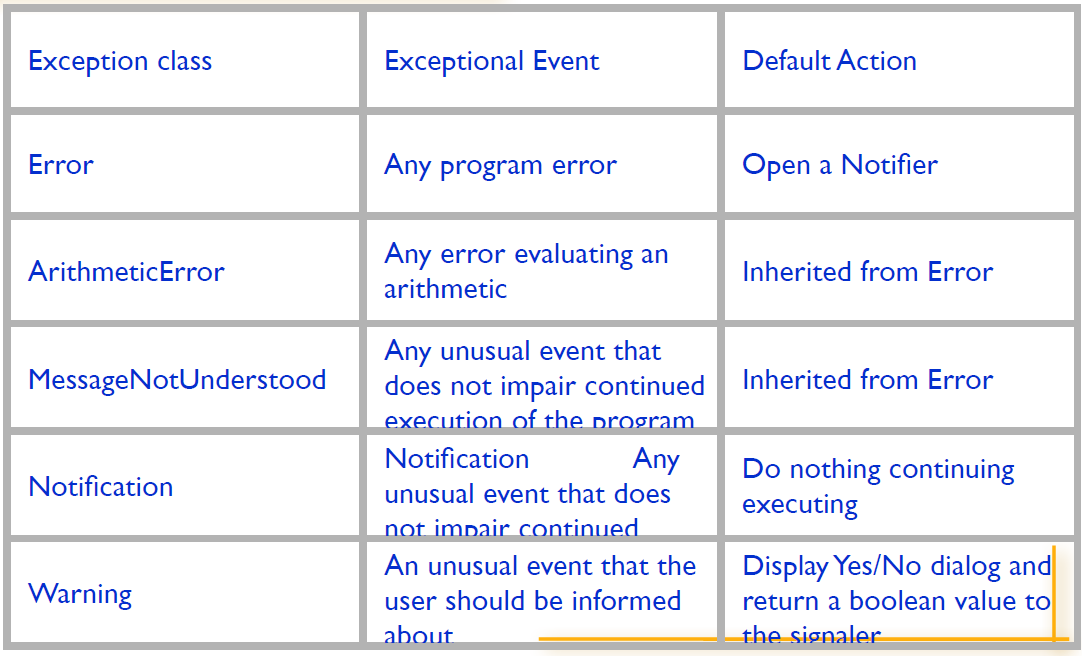 Exception class
Exceptional Event
Default Action
Error
Any program error
Open a Notifier
ArithmeticError
Any error evaluating an
arithmetic
Inherited from Error
MessageNotUnderstood
Any unusual event that
does not impair continued
execution of the program
Inherited from Error
Notification
Notification Any
unusual event that does
not impair continued
Do nothing continuing
executing
Warning
An unusual event that the
user should be informed
about
Display Yes/No dialog and
return a boolean value to
the signaler